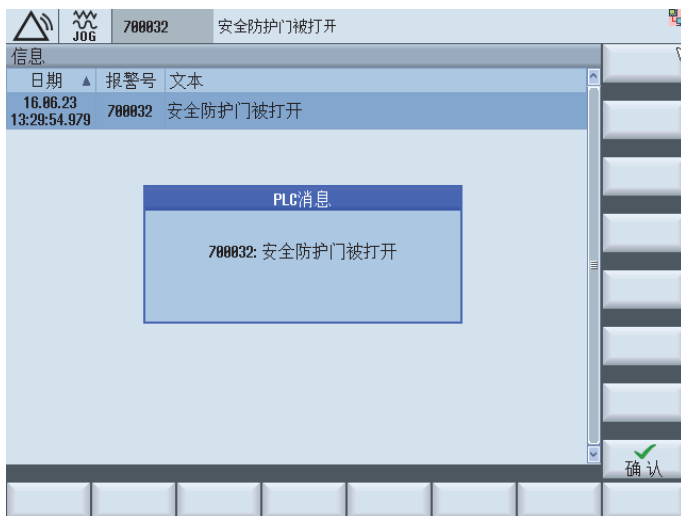 JOG
700032 安全防护门被打开
信息
日期 报警号 文本
16.06.23
13:29:54.979 700032 安全防护门被打开
PLC消息
700032: 安全防护门被打开
确认